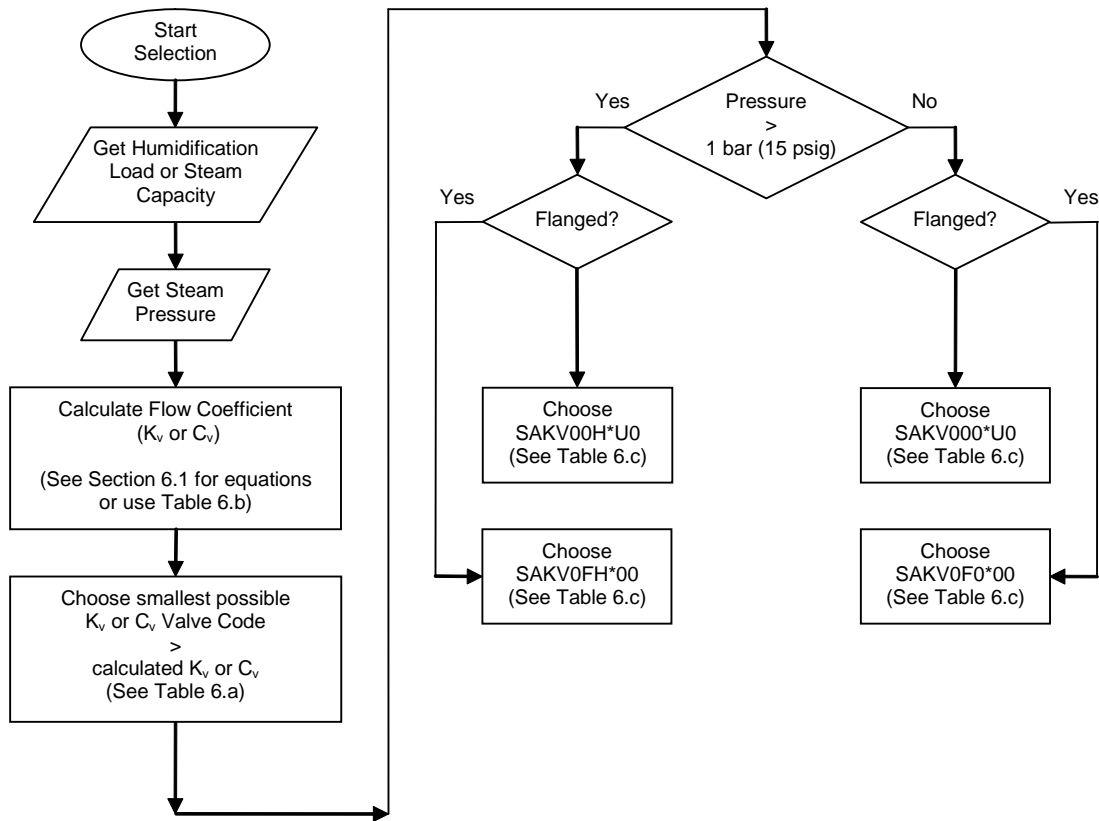 Start
Selection
Get Humidification
Load or Steam
Capacity
Get Steam
Pressure
Calculate Flow Coefficient
(Kv or Cv)
(See Section 6.1 for equations
or use Table 6.b)
Choose smallest possible
Kv or Cv Valve Code
>
calculated Kv or Cv
(See Table 6.a)
Pressure
>
1 bar (15 psig)
Yes
No
Yes
Flanged?
Choose
SAKV00H*U0
(See Table 6.c)
Choose
SAKV0FH*00
(See Table 6.c)
Flanged?
Yes
Choose
SAKV000*U0
(See Table 6.c)
Choose
SAKV0F0*00
(See Table 6.c)